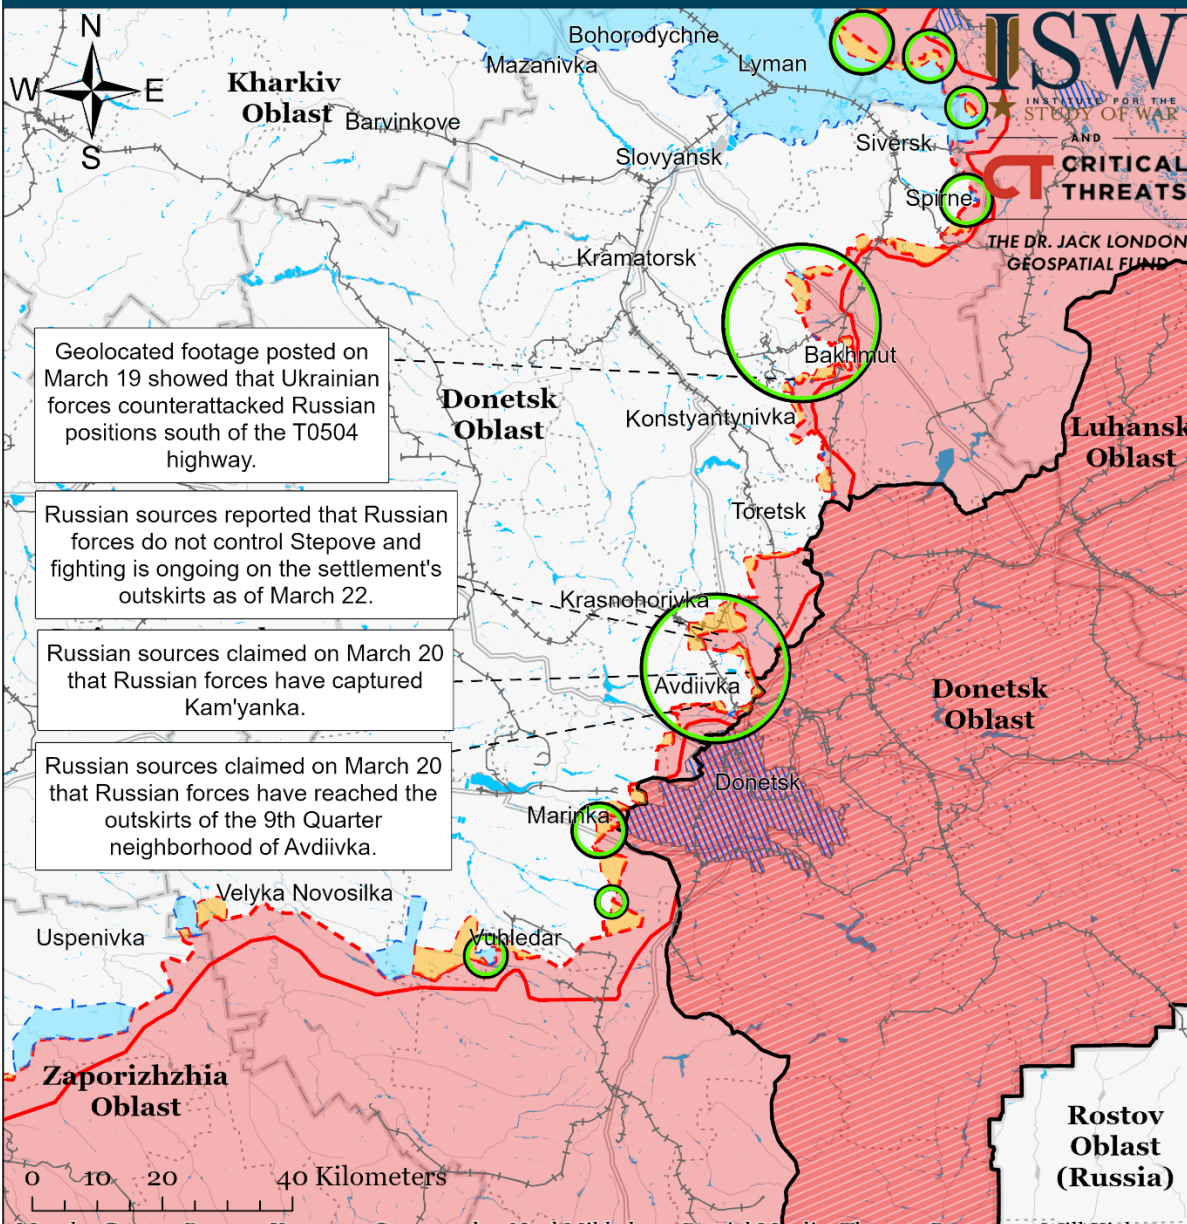 N
W
E
S
Kharkiv
Oblast
Bohorodychne
Mazanivka
Lyman
Barvinkove
Slovyansk
Siversk
Spirne
Kramatorsk
ISW
INSTITUTE FOR THE
STUDY OF WAR
AND
CT CRITICAL
THREATS
THE DR. JACK LONDON
GEOSPATIAL FUND
Geolocated footage posted on
March 19 showed that Ukrainian
forces counterattacked Russian
positions south of the T0504
highway.
Bakhmut
Donetsk
Oblast
Konstyantynivka
Luhansk
Oblast
Russian sources reported that Russian
forces do not control Stepove and
fighting is ongoing on the settlement's
outskirts as of March 22.
Toretsk
Krasnohorivka
Russian sources claimed on March 20
that Russian forces have captured
Kam'yanka.
Avdiivka
Donetsk
Oblast
Russian sources claimed on March 20
that Russian forces have reached the
outskirts of the 9th Quarter
neighborhood of Avdiivka.
Donetsk
Marinka
Velyka Novosilka
Uspenivka
Vuhledar
Zaporizhzhia
Oblast
Rostov
Oblast
(Russia)
0 10 20 40 Kilometers